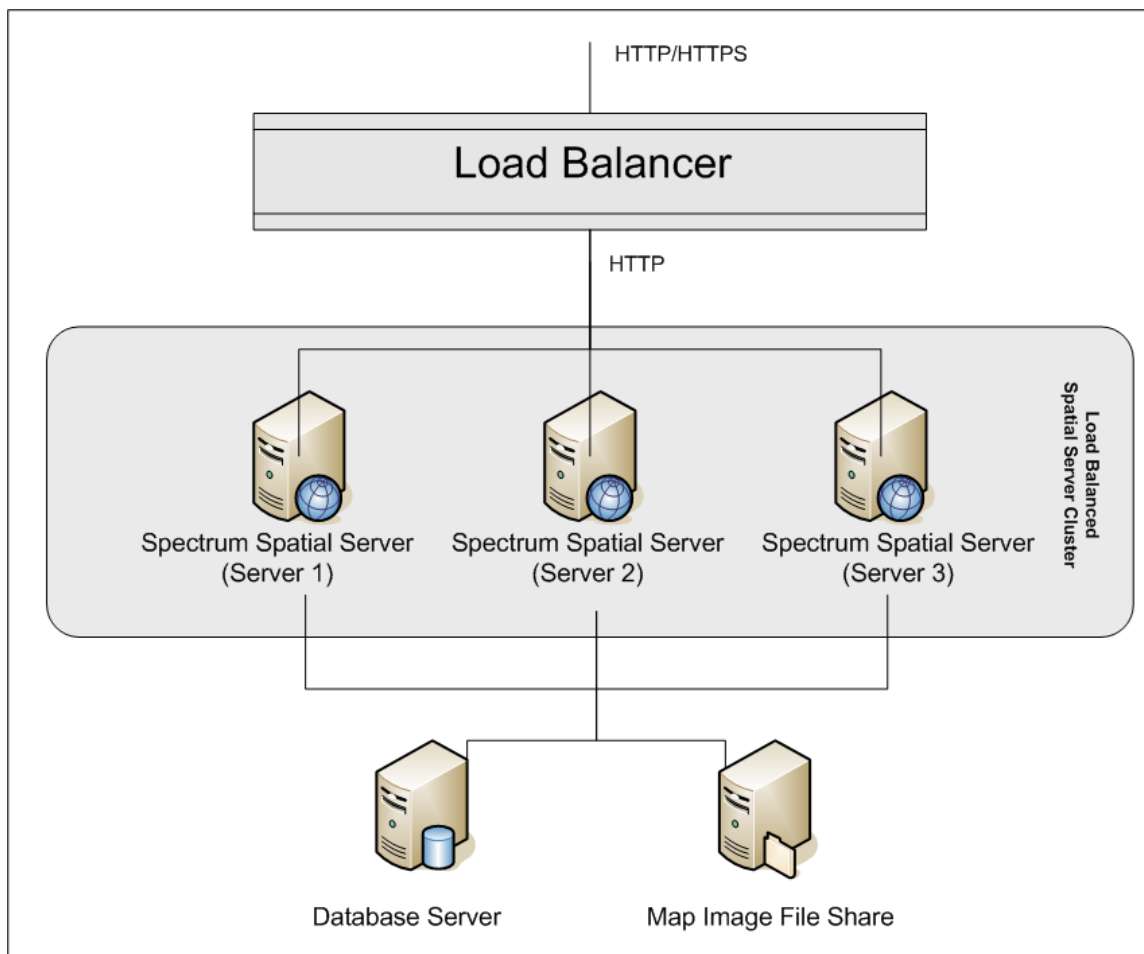 HTTP/HTTPS
Load Balancer
HTTP
Load Balanced
Spatial Server Cluster
Spectrum Spatial Server
(Server 1)
Spectrum Spatial Server
(Server 2)
Spectrum Spatial Server
(Server 3)
Database Server
Map Image File Share